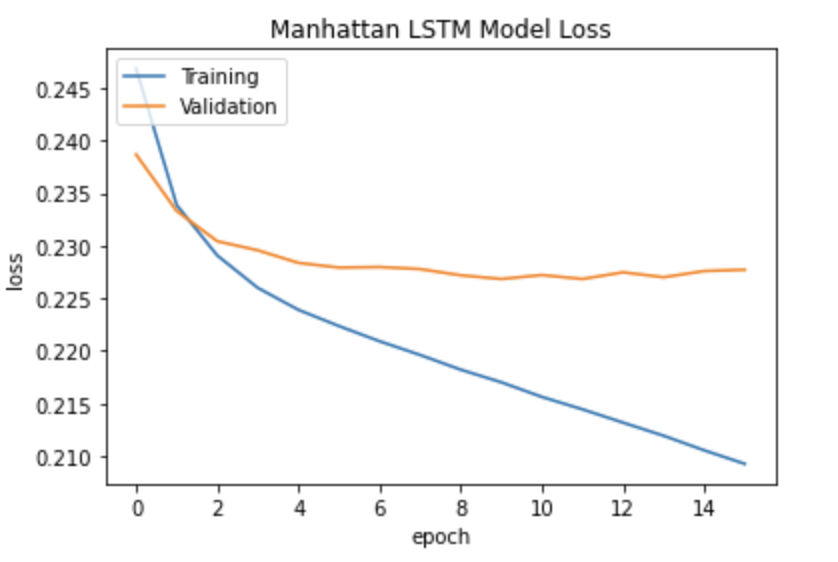 Manhattan LSTM Model Loss
Training
Validation
0.245
0.240
0.235
0.230
0.225
0.220
0.215
0.210
loss
0 2 4 6 8 10 12 14
epoch